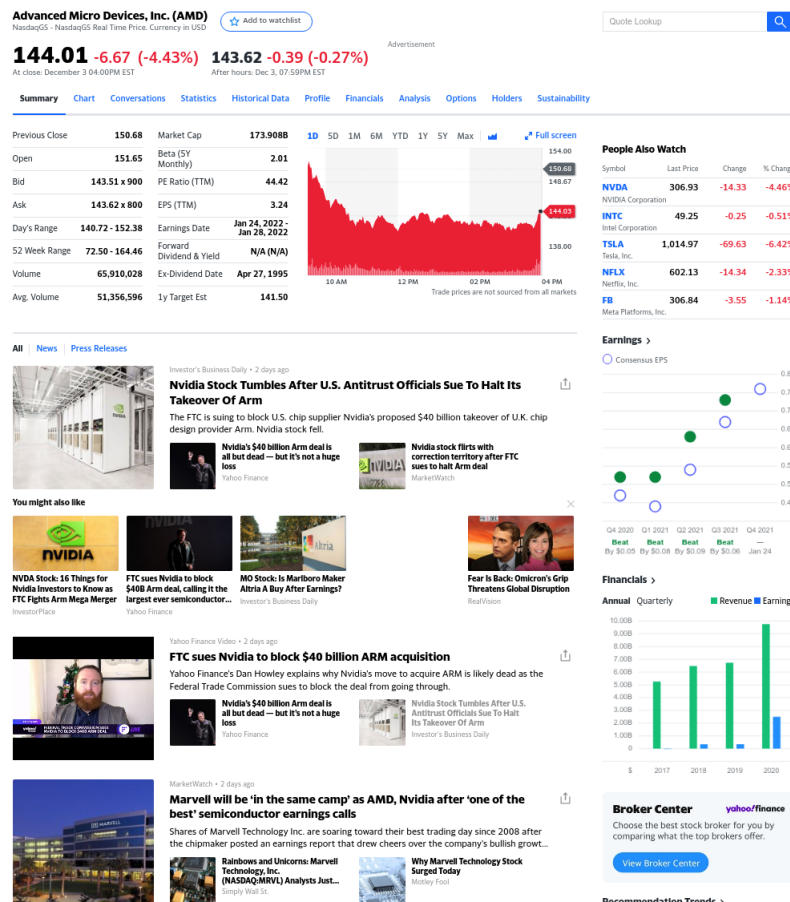 Advanced Micro Devices, Inc. (AMD)
NasdaqGS - NasdaqGS Real Time Price. Currency in USD
Add to watchlist
Quote Lookup
144.01 -6.67 (-4.43%) 143.62 -0.39 (-0.27%)
At close: December 3 04:00PM EST
After hours: Dec 3, 07:59PM EST
Advertisement
Summary Chart Conversations Statistics Historical Data Profile Financials Analysis Options Holders Sustainability
Previous Close 150.68
Open 151.65
Bid 143.51 x 900
Ask 143.62 x 800
Day's Range 140.72 - 152.38
52 Week Range 72.50 - 164.46
Volume 65,910,028
Avg. Volume 51,356,596
Market Cap 173.908B
Beta (5Y
Monthly) 2.01
PE Ratio (TTM) 44.42
EPS (TTM) 3.24
Earnings Date Jan 24, 2022 -
Jan 28, 2022
Forward
Dividend & Yield N/A (N/A)
Ex-Dividend Date Apr 27, 1995
1y Target Est 141.50
1D 5D 1M 6M YTD 1Y 5Y Max
Full screen
154.00
150.68
148.67
144.03
138.00
10 AM 12 PM 02 PM 04 PM
Trade prices are not sourced from all markets
People Also Watch
Symbol Last Price Change % Chang
NVDA 306.93 -14.33 -4.46%
NVIDIA Corporation
INTC 49.25 -0.25 -0.51%
Intel Corporation
TSLA 1,014.97 -69.63 -6.42%
Tesla, Inc.
NFLX 602.13 -14.34 -2.33%
Netflix, Inc.
FB 306.84 -3.55 -1.14%
Meta Platforms, Inc.
Earnings
Consensus EPS
0.8
0.7
0.7
0.6
0.6
0.5
0.5
0.4
Q4 2020 Q1 2021 Q2 2021 Q3 2021 Q4 2021
Beat Beat Beat Beat —
By $0.05 By $0.08 By $0.09 By $0.06 Jan 24
Financials
Annual Quarterly
Revenue Earning
10.00B
9.00B
8.00B
7.00B
6.00B
5.00B
4.00B
3.00B
2.00B
1.00B
0
$ 2017 2018 2019 2020
Broker Center
yahoo!finance
Choose the best stock broker for you by
comparing what the top brokers offer.
View Broker Center
Recommendation Trends
All News Press Releases
Investor's Business Daily • 2 days ago
Nvidia Stock Tumbles After U.S. Antitrust Officials Sue To Halt Its
Takeover Of Arm
The FTC is suing to block U.S. chip supplier Nvidia's proposed $40 billion takeover of U.K. chip
design provider Arm. Nvidia stock fell.
Nvidia's $40 billion Arm deal is
all but dead — but it's not a huge
loss
Yahoo Finance
NVIDIA
Nvidia stock flirts with
correction territory after FTC
sues to halt Arm deal
MarketWatch
You might also like
NVIDIA
NVDA Stock: 16 Things for
Nvidia Investors to Know as
FTC Fights Arm Mega Merger
InvestorPlace
NVIDIA
FTC sues Nvidia to block
$40B Arm deal, calling it the
largest ever semiconductor...
Yahoo Finance
Altria
MO Stock: Is Marlboro Maker
Altria A Buy After Earnings?
Investor's Business Daily
Fear Is Back: Omicron's Grip
Threatens Global Disruption
RealVision
Yahoo Finance Video • 2 days ago
FTC sues Nvidia to block $40 billion ARM acquisition
Yahoo Finance's Dan Howley explains why Nvidia's move to acquire ARM is likely dead as the
Federal Trade Commission sues to block the deal from going through.
Nvidia's $40 billion Arm deal is
all but dead — but it's not a huge
loss
Yahoo Finance
Nvidia Stock Tumbles After U.S.
Antitrust Officials Sue To Halt
Its Takeover Of Arm
Investor's Business Daily
MarketWatch • 2 days ago
MARVELL
Marvell will be 'in the same camp' as AMD, Nvidia after 'one of the
best' semiconductor earnings calls
Shares of Marvell Technology Inc. are soaring toward their best trading day since 2008 after
the chipmaker posted an earnings report that drew cheers over the company's bullish growt...
Rainbows and Unicorns: Marvell
Technology, Inc.
(NASDAQ:MRVL) Analysts Just...
Simply Wall St.
Why Marvell Technology Stock
Surged Today
Motley Fool